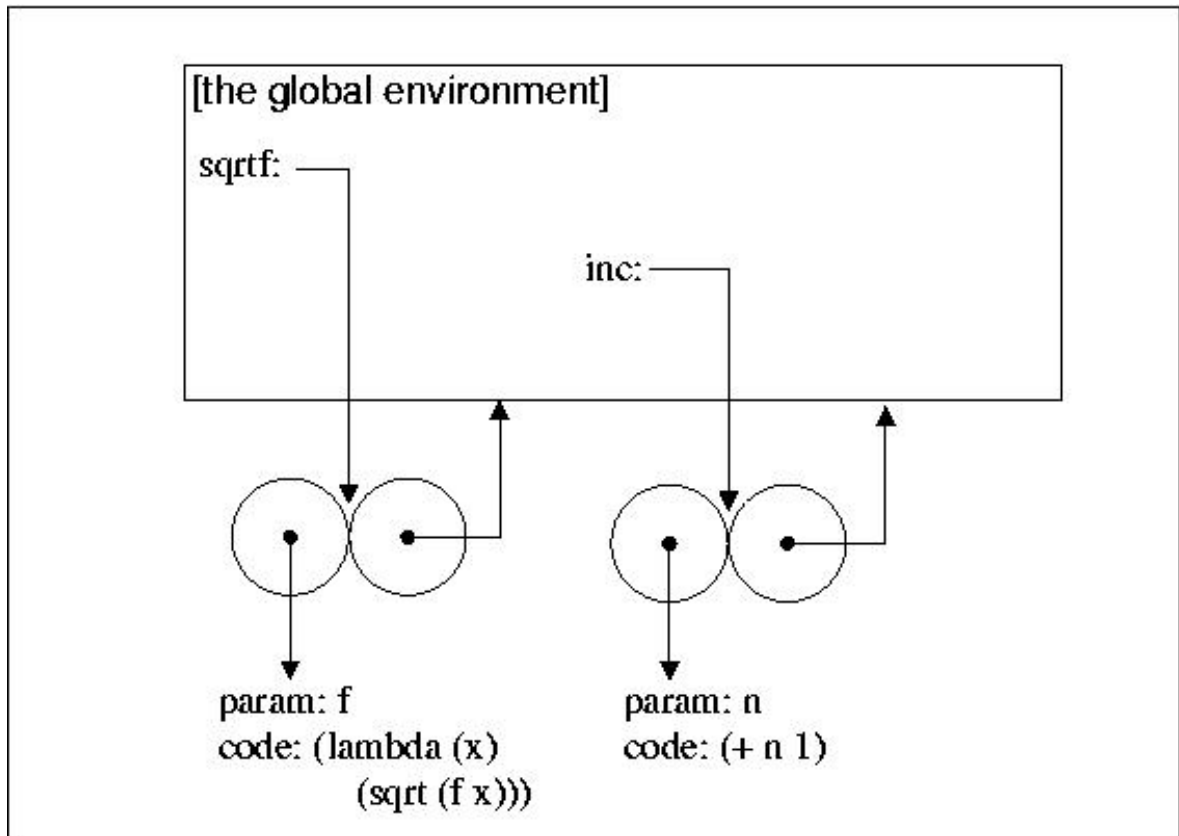 [the global environment]
sqrtf:
inc:
param: f
code: (lambda (x)
(sqrt (f x)))
param: n
code: (+ n 1)